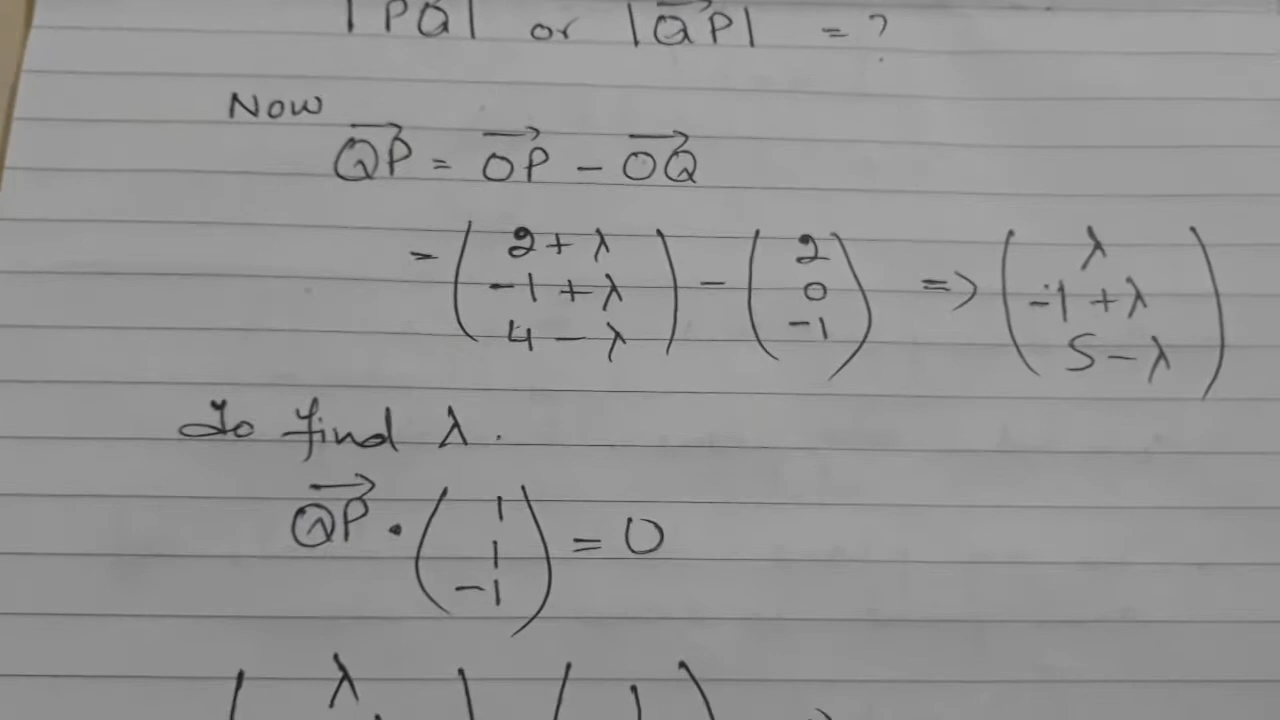 |PQ| or |QP| = ?
Now
QP = OP - OQ
= (2+λ, -1+λ, 4-λ) - (2, 0, -1) => (λ, -1+λ, 5-λ)
To find λ.
QP · (1, 1, -1) = 0
λ 1